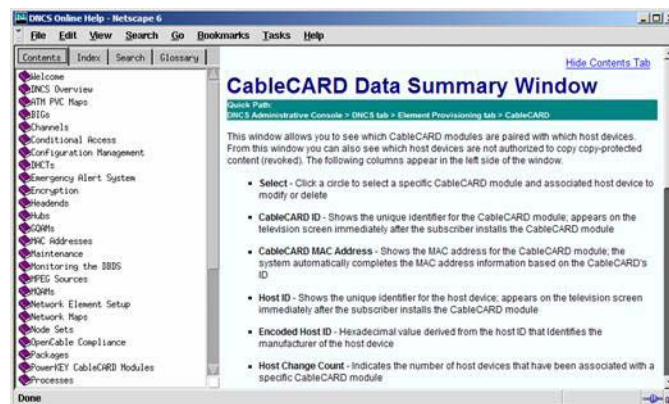 DNCS Online Help - Netscape 6
File Edit View Search Go Bookmarks Tasks Help
Contents Index Search Glossary
Welcome
DNCS Overview
ATM PVC Maps
BIGs
Channels
Conditional Access
Configuration Management
DHCTs
Emergency Alert System
Encryption
Headends
Hubs
GQAMs
MAC Addresses
Maintenance
Monitoring the DBDS
MPEG Sources
MQAMs
Network Element Setup
Network Maps
Node Sets
OpenCable Compliance
Packages
PowerKEY CableCARD Modules
Processes
Hide Contents Tab
CableCARD Data Summary Window
Quick Path:
DNCS Administrative Console > DNCS tab > Element Provisioning tab > CableCARD
This window allows you to see which CableCARD modules are paired with which host devices.
From this window you can also see which host devices are not authorized to copy copy-protected
content (revoked). The following columns appear in the left side of the window.
Select - Click a circle to select a specific CableCARD module and associated host device to
modify or delete
CableCARD ID - Shows the unique identifier for the CableCARD module; appears on the
television screen immediately after the subscriber installs the CableCARD module
CableCARD MAC Address - Shows the MAC address for the CableCARD module; the
system automatically completes the MAC address information based on the CableCARD's
ID
Host ID - Shows the unique identifier for the host device; appears on the television screen
immediately after the subscriber installs the CableCARD module
Encoded Host ID - Hexadecimal value derived from the host ID that identifies the
manufacturer of the host device
Host Change Count - Indicates the number of host devices that have been associated with a
specific CableCARD module
Done